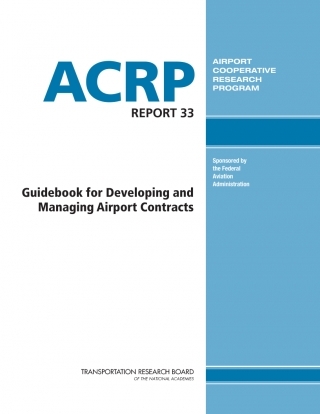 ACRP
REPORT 33
AIRPORT
COOPERATIVE
RESEARCH
PROGRAM
Sponsored by
the Federal
Aviation
Administration
Guidebook for Developing and
Managing Airport Contracts
TRANSPORTATION RESEARCH BOARD
OF THE NATIONAL ACADEMIES